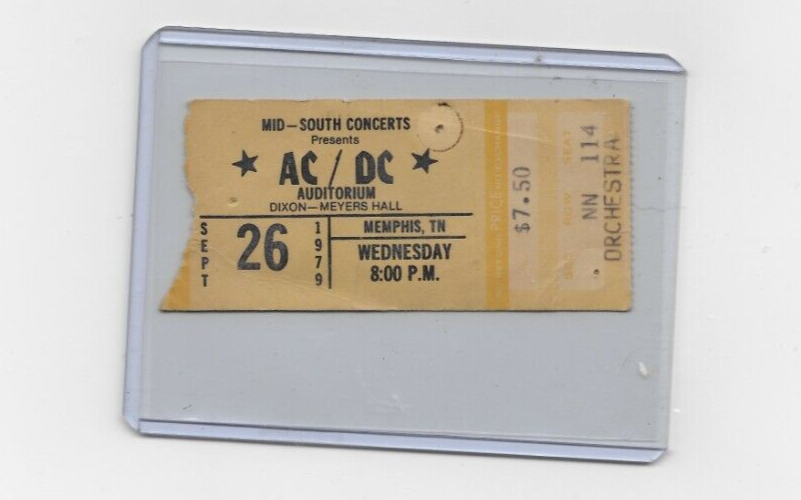 MID-SOUTH CONCERTS
Presents
★ AC/DC ★
AUDITORIUM
DIXON-MEYERS HALL
SEPT 26 1979
MEMPHIS, TN
WEDNESDAY
8:00 P.M.
PRICE
$7.50
ROW SEAT
NN 114
ORCHESTRA